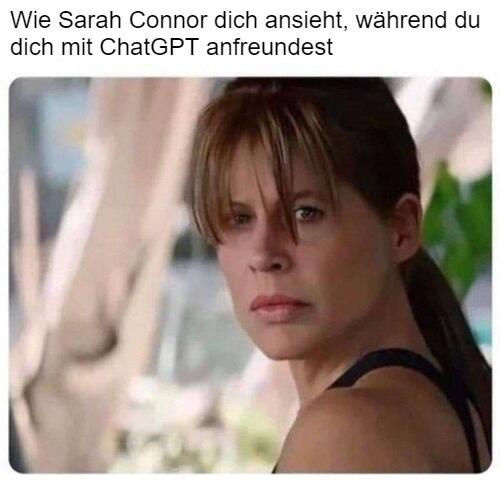 Wie Sarah Connor dich ansieht, während du
dich mit ChatGPT anfreundest